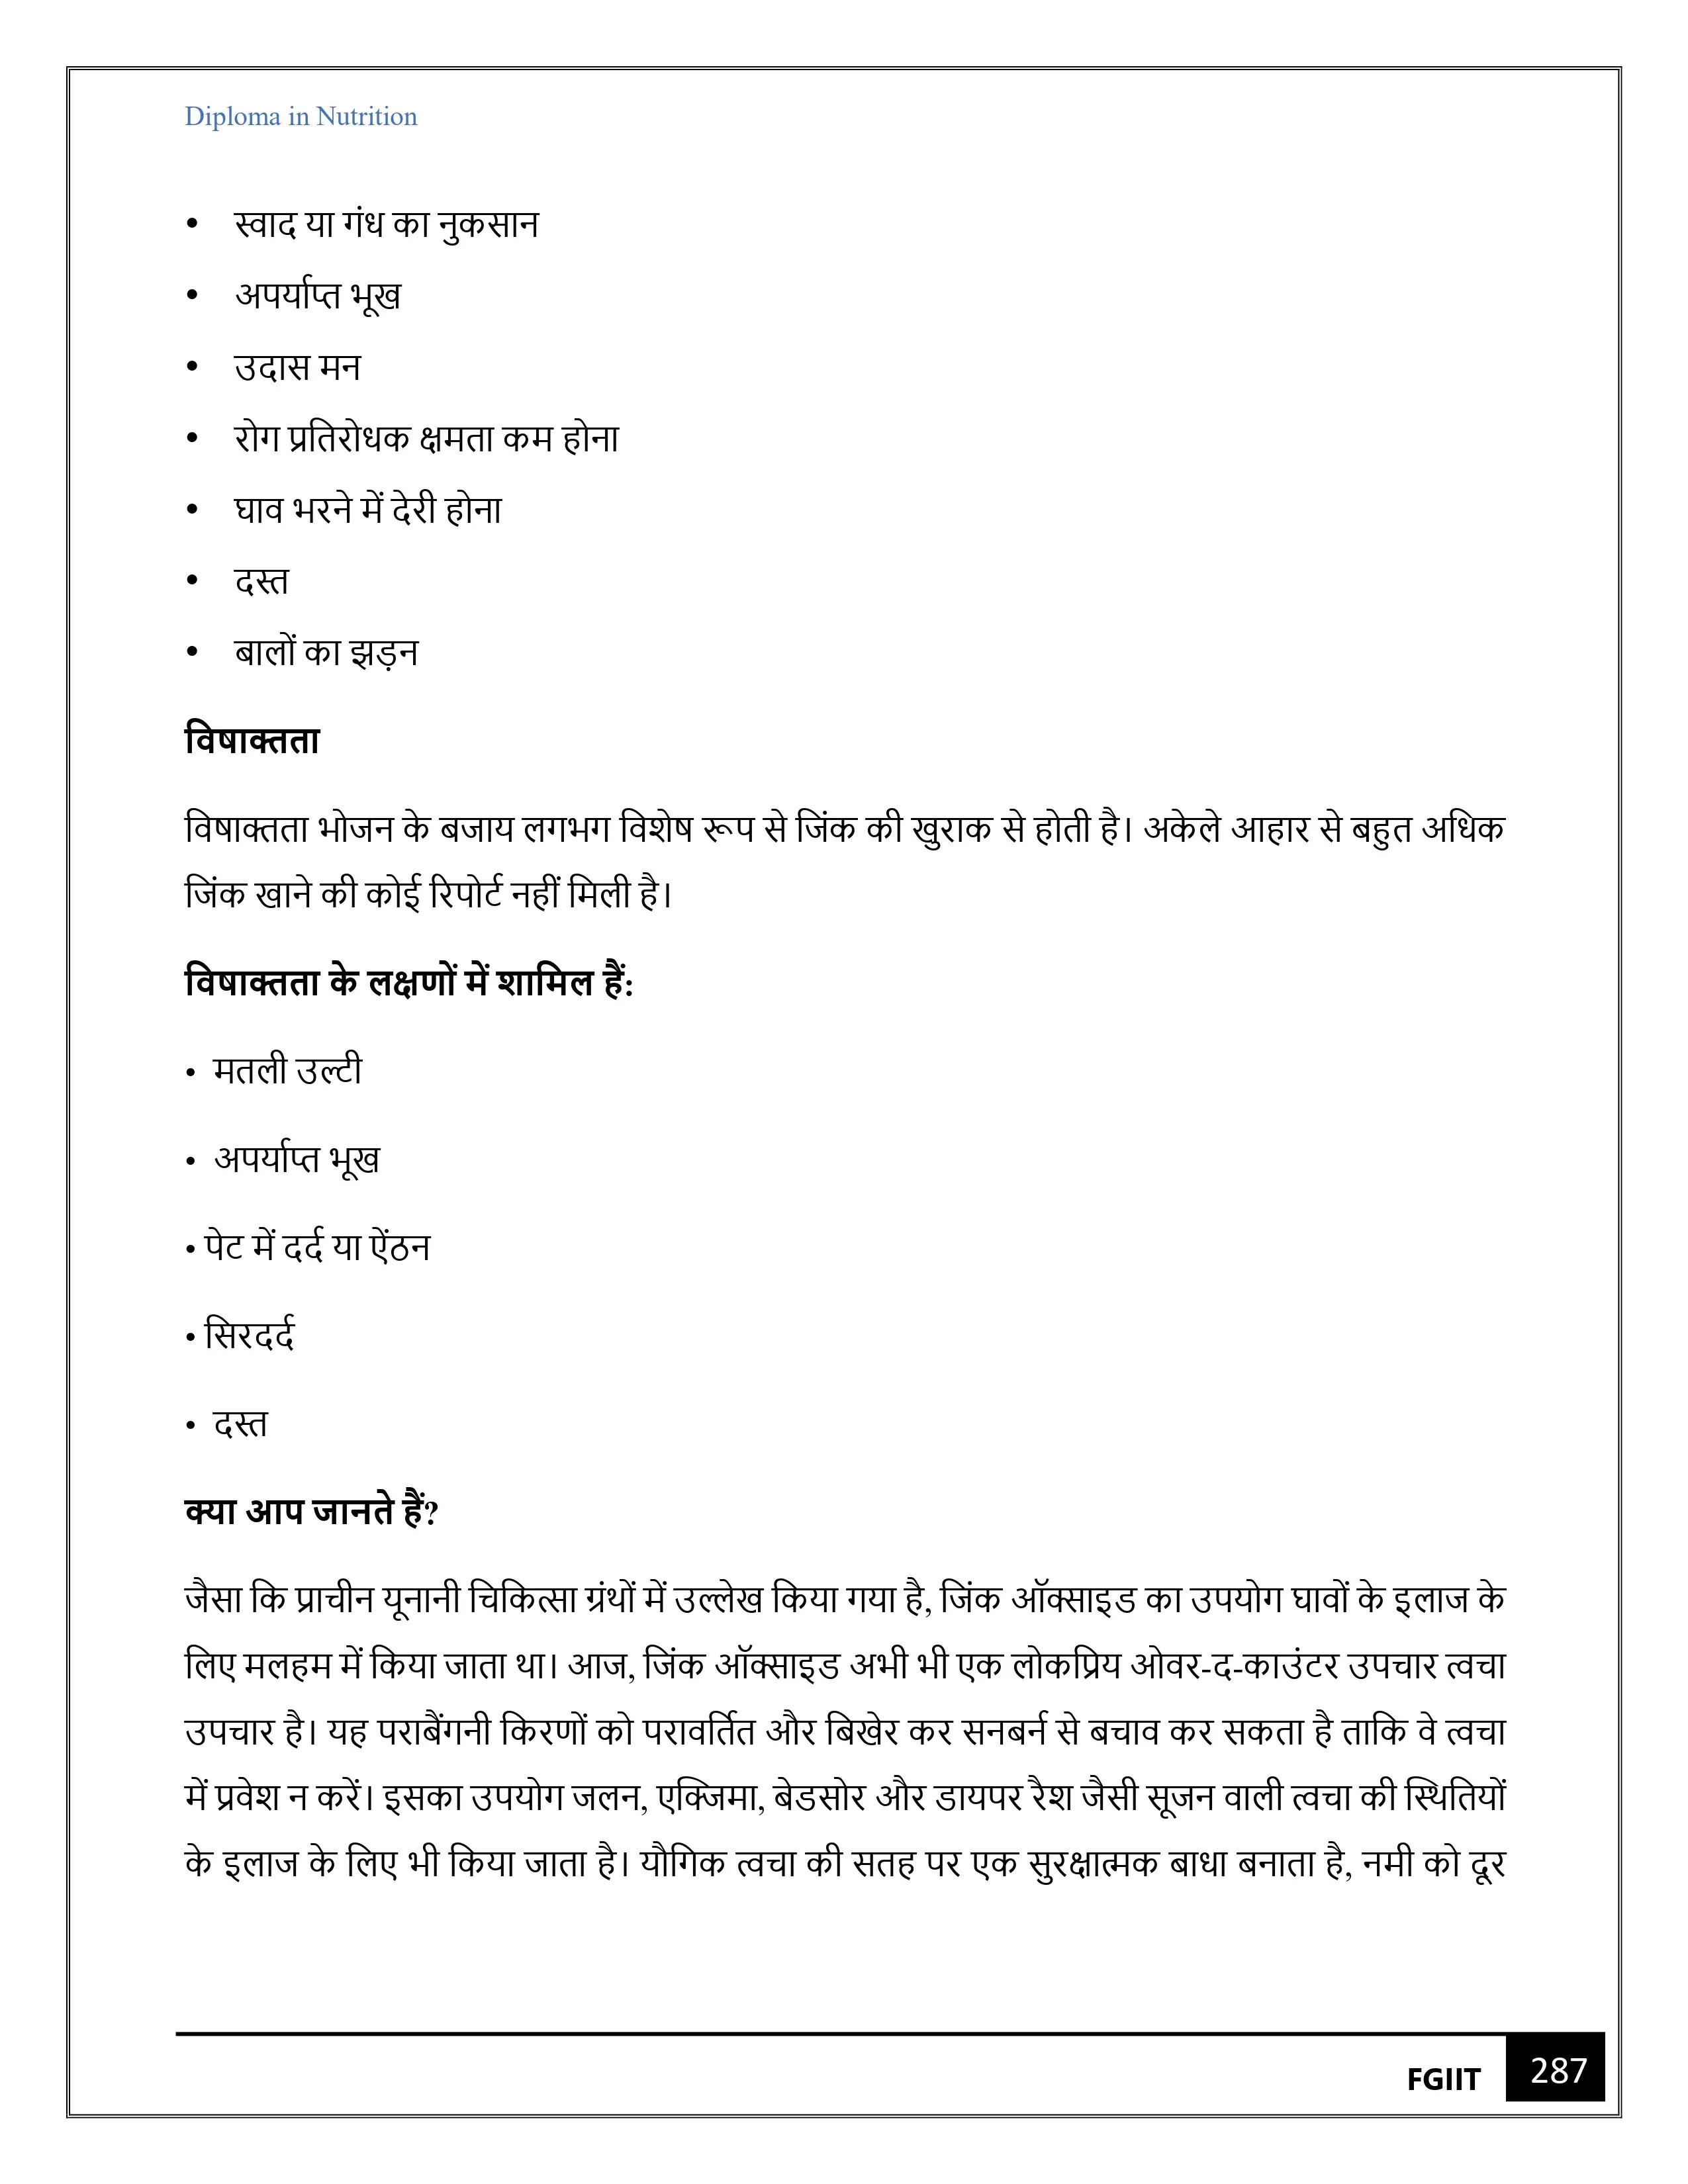 Diploma in Nutrition
• स्वाद या गंध का नुकसान
• अपर्याप्त भूख
• उदास मन
• रोग प्रतिरोधक क्षमता कम होना
• घाव भरने में देरी होना
• दस्त
• बालों का झड़न
विषाक्तता
विषाक्तता भोजन के बजाय लगभग विशेष रूप से जिंक की खुराक से होती है। अकेले आहार से बहुत अधिक
जिंक खाने की कोई रिपोर्ट नहीं मिली है।
विषाक्तता के लक्षणों में शामिल हैं:
• मतली उल्टी
• अपर्याप्त भूख
• पेट में दर्द या ऐंठन
• सिरदर्द
• दस्त
क्या आप जानते हैं?
जैसा कि प्राचीन यूनानी चिकित्सा ग्रंथों में उल्लेख किया गया है, जिंक ऑक्साइड का उपयोग घावों के इलाज के
लिए मलहम में किया जाता था। आज, जिंक ऑक्साइड अभी भी एक लोकप्रिय ओवर-द-काउंटर उपचार त्वचा
उपचार है। यह पराबैंगनी किरणों को परावर्तित और बिखेर कर सनबर्न से बचाव कर सकता है ताकि वे त्वचा
में प्रवेश न करें। इसका उपयोग जलन, एक्जिमा, बेडसोर और डायपर रैश जैसी सूजन वाली त्वचा की स्थितियों
के इलाज के लिए भी किया जाता है। यौगिक त्वचा की सतह पर एक सुरक्षात्मक बाधा बनाता है, नमी को दूर
FGIIT 287